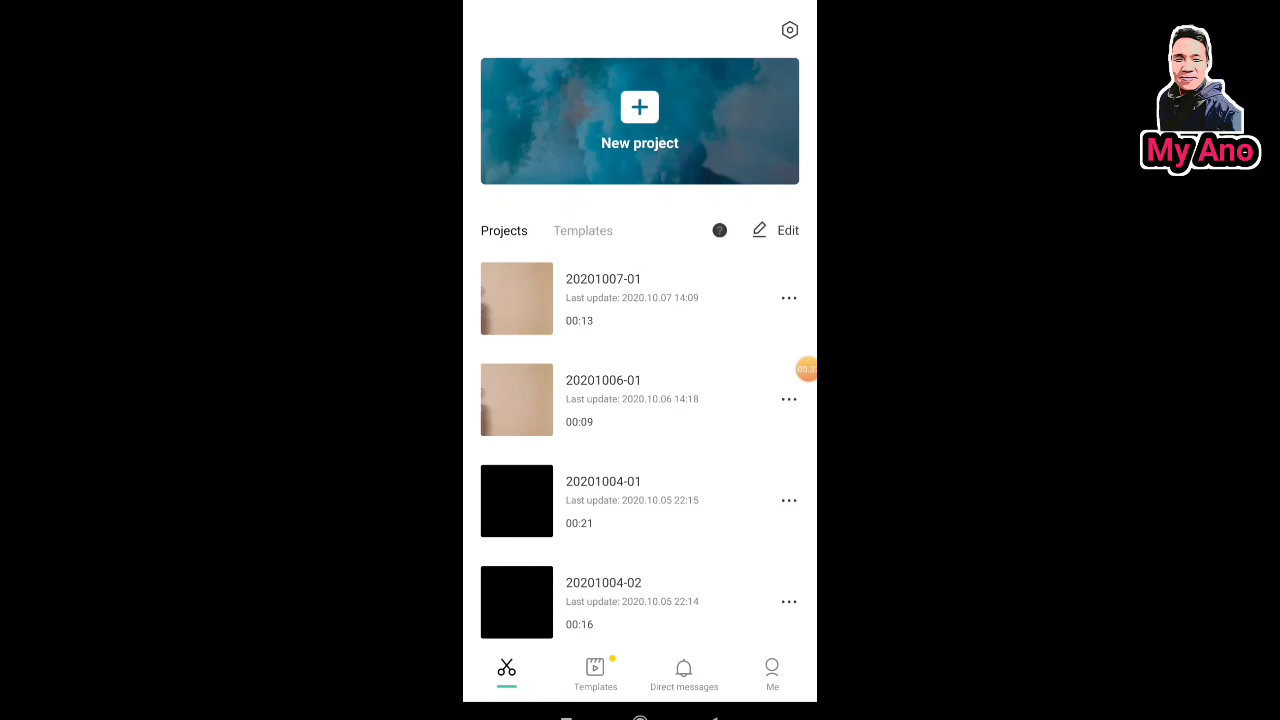 My Ano
New project
Projects
Templates
?
Edit
20201007-01
Last update: 2020.10.07 14:09
00:13
20201006-01
Last update: 2020.10.06 14:18
00:09
20201004-01
Last update: 2020.10.05 22:15
00:21
20201004-02
Last update: 2020.10.05 22:14
00:16
Templates
Direct messages
Me